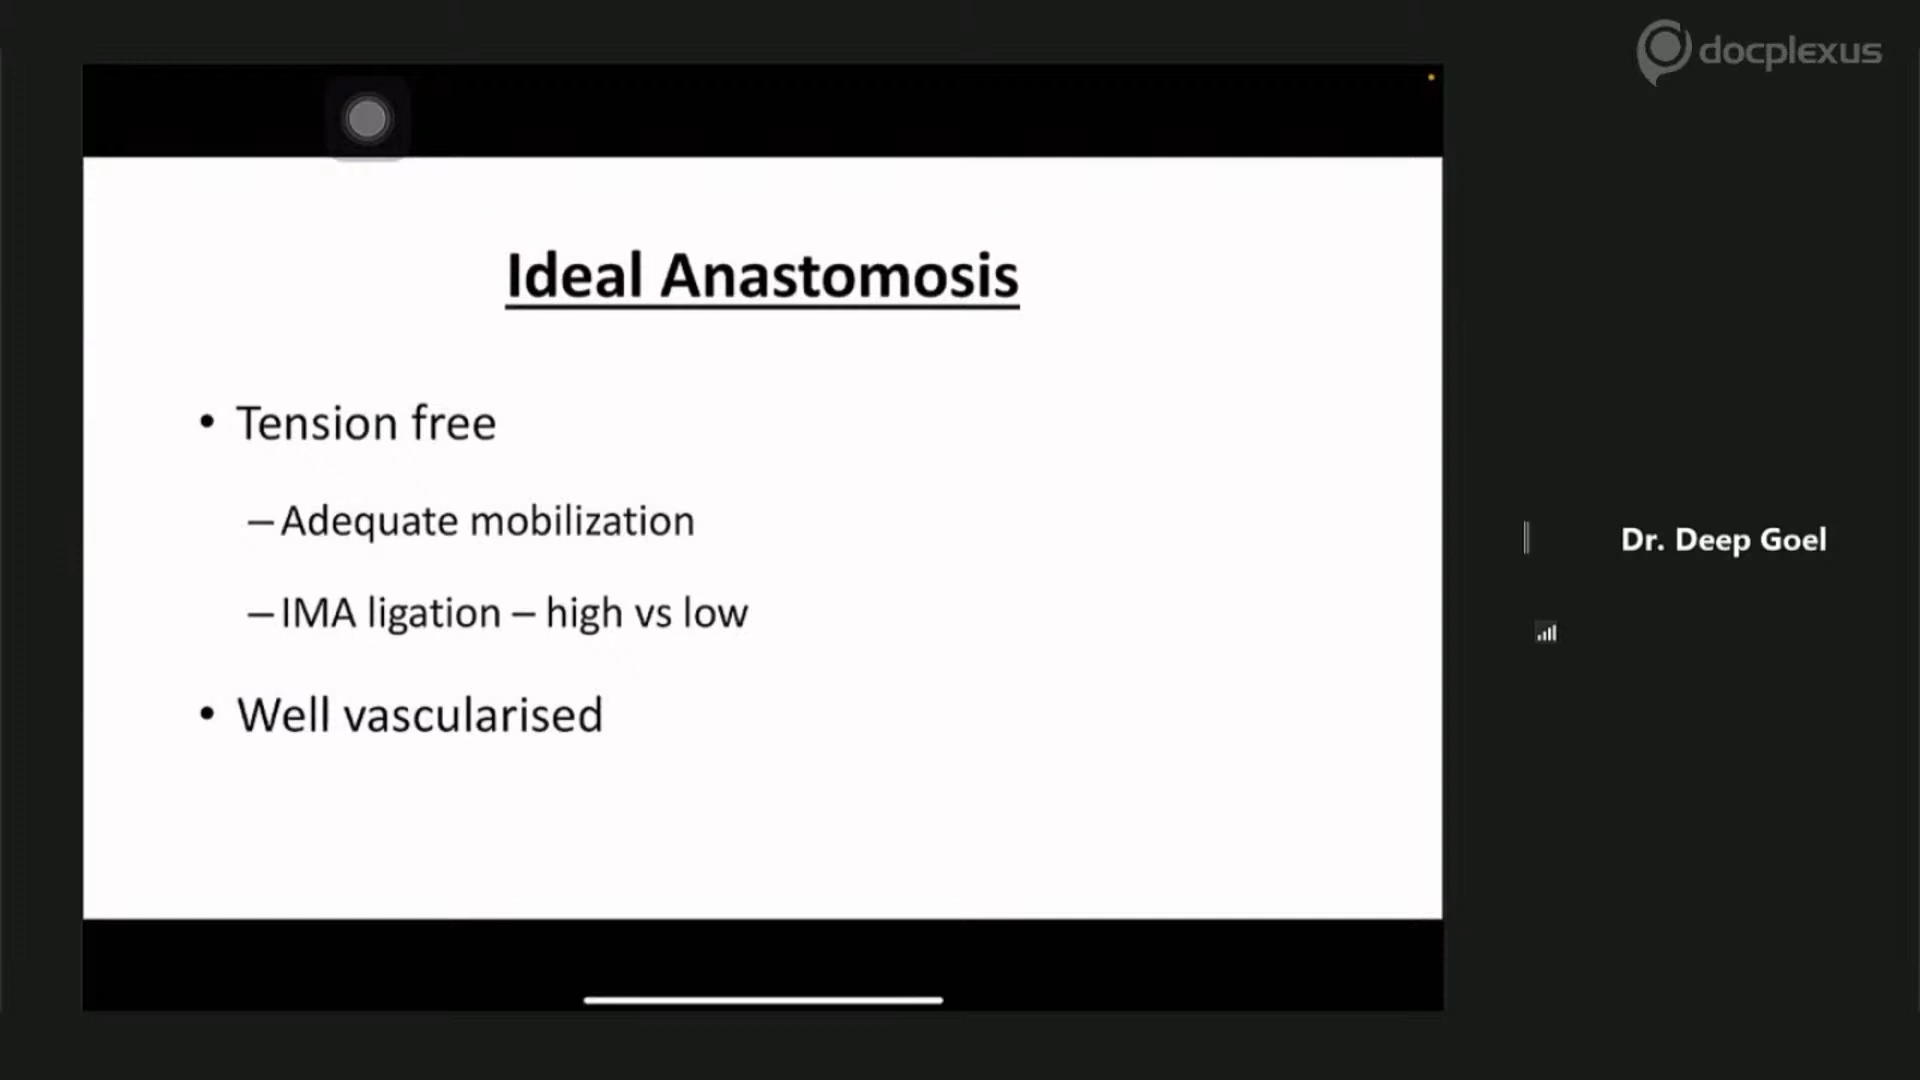 docplexus
Ideal Anastomosis
• Tension free
– Adequate mobilization
– IMA ligation – high vs low
• Well vascularised
Dr. Deep Goel